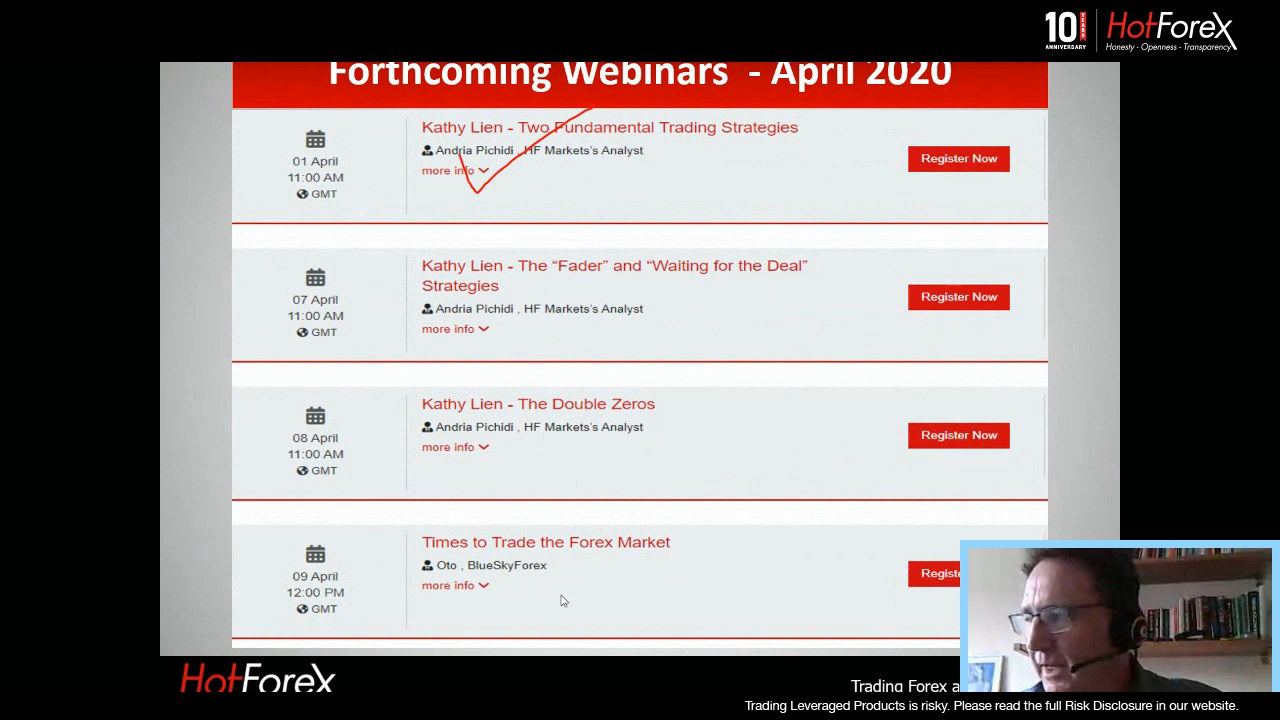 10 YEARS
ANNIVERSARY
HotForex
Honesty - Openness - Transparency
Forthcoming Webinars - April 2020
01 April
11:00 AM
GMT
Kathy Lien - Two Fundamental Trading Strategies
Andria Pichidi , HF Markets's Analyst
more info
Register Now
07 April
11:00 AM
GMT
Kathy Lien - The “Fader” and “Waiting for the Deal”
Strategies
Andria Pichidi , HF Markets's Analyst
more info
Register Now
08 April
11:00 AM
GMT
Kathy Lien - The Double Zeros
Andria Pichidi , HF Markets's Analyst
more info
Register Now
09 April
12:00 PM
GMT
Times to Trade the Forex Market
Oto , BlueSkyForex
more info
HotForex
Trading Forex
Trading Leveraged Products is risky. Please read the full Risk Disclosure in our website.